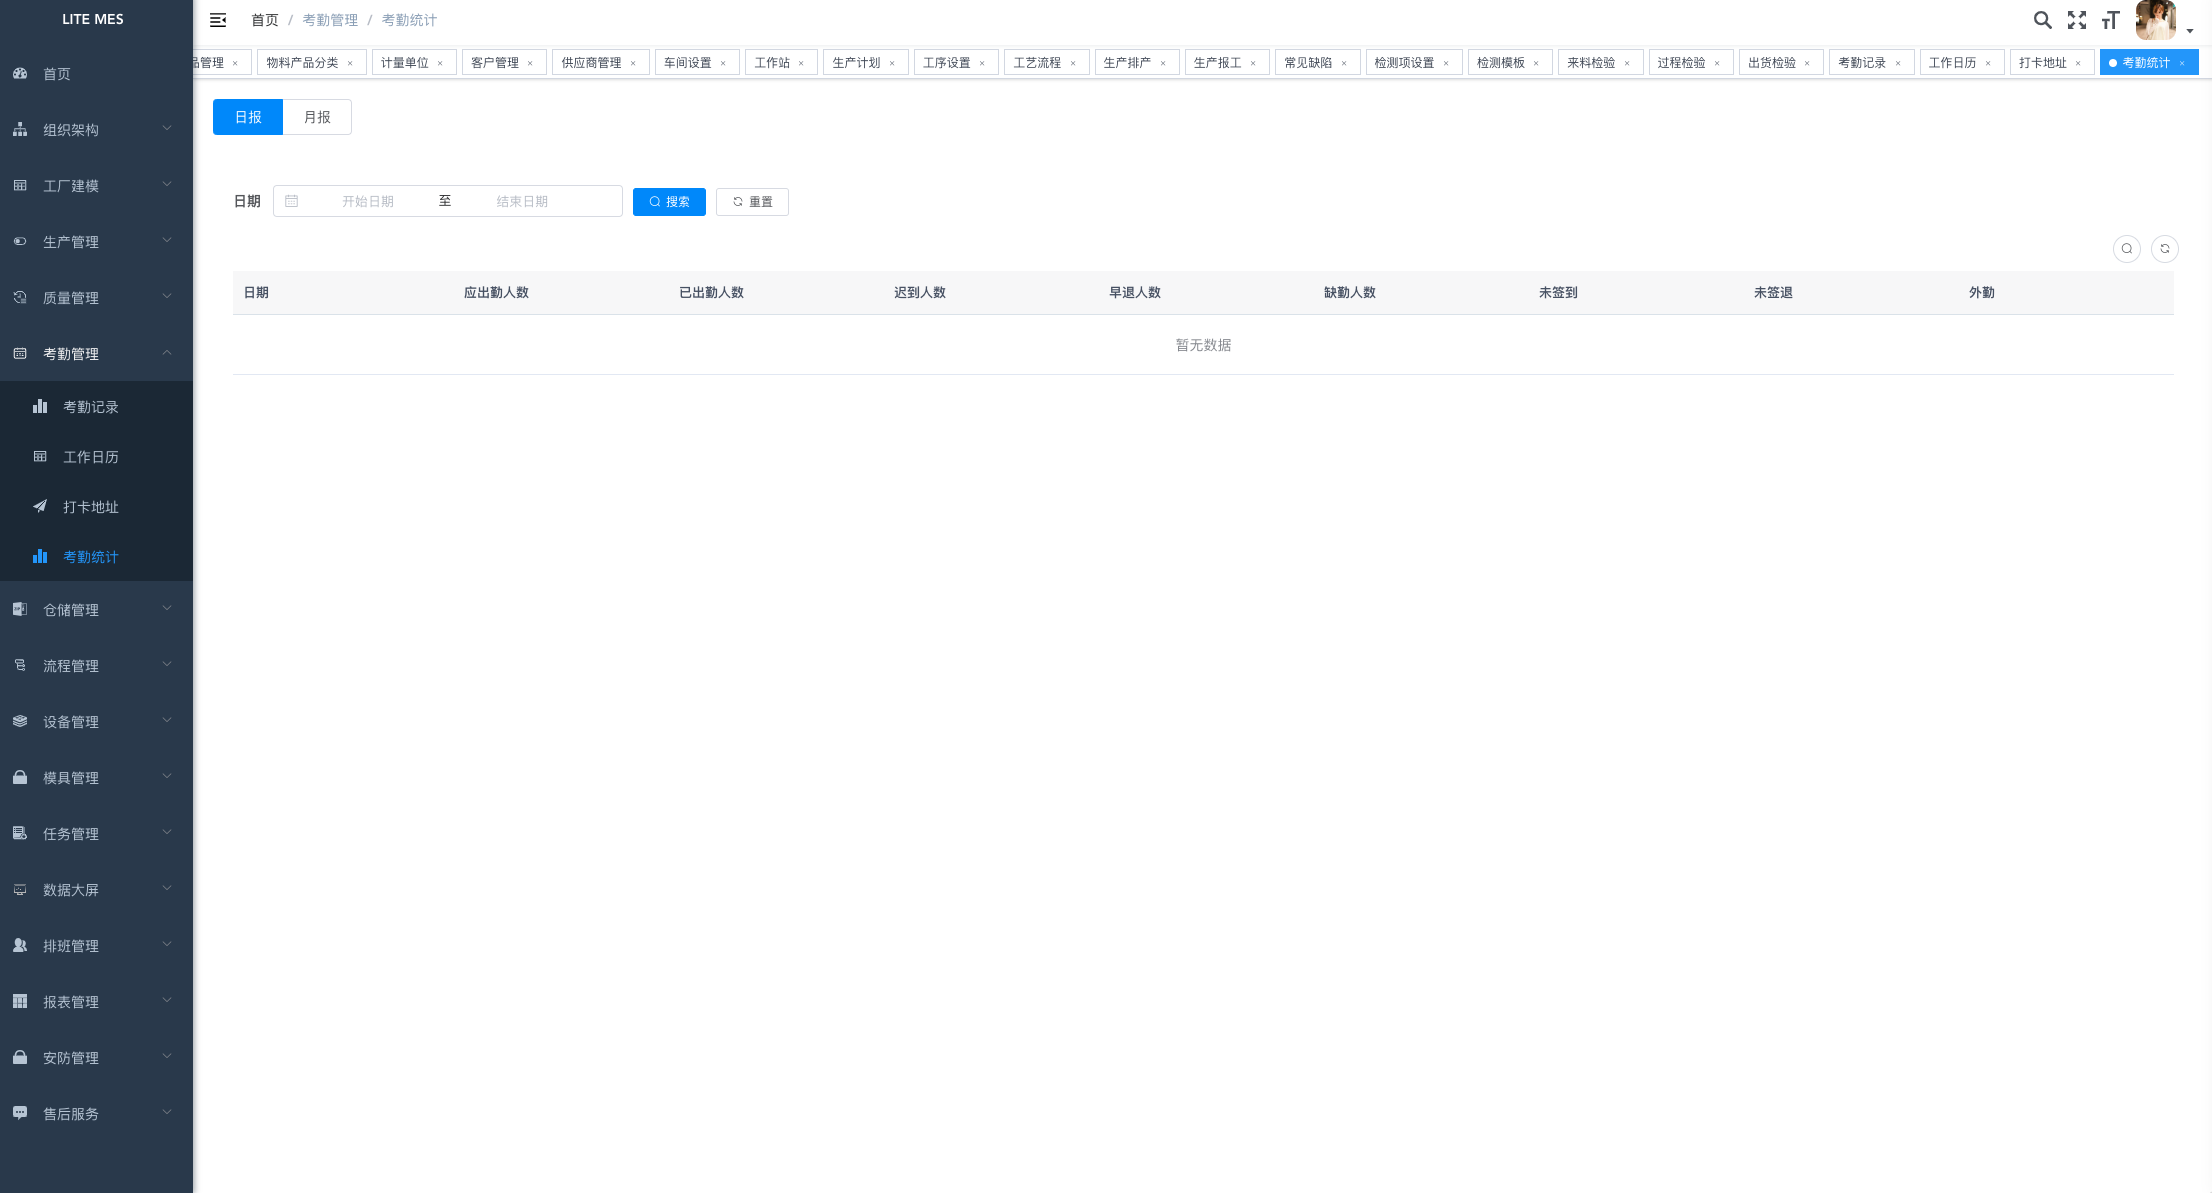 LITE MES
首页 / 考勤管理 / 考勤统计
品管理 × 物料产品分类 × 计量单位 × 客户管理 × 供应商管理 × 车间设置 × 工作站 × 生产计划 × 工序设置 × 工艺流程 × 生产排产 × 生产报工 × 常见缺陷 × 检测项设置 × 检测模板 × 来料检验 × 过程检验 × 出货检验 × 考勤记录 × 工作日历 × 打卡地址 × 考勤统计 ×
首页
组织架构
工厂建模
生产管理
质量管理
考勤管理
考勤记录
工作日历
打卡地址
考勤统计
仓储管理
流程管理
设备管理
模具管理
任务管理
数据大屏
排班管理
报表管理
安防管理
售后服务
日报 月报
日期 开始日期 至 结束日期 搜索 重置
日期 应出勤人数 已出勤人数 迟到人数 早退人数 缺勤人数 未签到 未签退 外勤
暂无数据